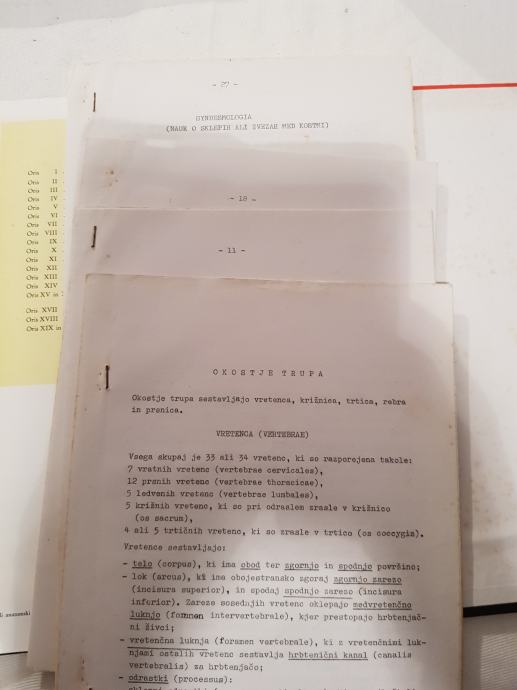 - 27 -
SYNDESMOLOGIA
(NAUK O SKLEPIH ALI ZVEZAH MED KOSTMI)
- 18 -
- 11 -
Oris I
Oris II
Oris III
Oris IV
Oris V
Oris VI
Oris VII
Oris VIII
Oris IX
Oris X
Oris XI
Oris XII
Oris XIII
Oris XIV
Oris XV in
Oris XVII
Oris XVIII
Oris XIX in
OKOSTJE TRUPA
Okostje trupa sestavljajo vretenca, križnica, trtica, rebra
in prsnica.
VRETENCA (VERTEBRAE)
Vsega skupaj je 33 ali 34 vretenc, ki so razporejena takole:
7 vratnih vretenc (vertebrae cervicales),
12 prsnih vretenc (vertebrae thoracicae),
5 ledvenih vretenc (vertebrae lumbales),
5 križnih vretenc, ki so pri odraslem zrasle v križnico
(os sacrum),
4 ali 5 trtičnih vretenc, ki so zrasle v trtico (os coccygis).
Vretence sestavljajo:
- telo (corpus), ki ima obod ter zgornjo in spodnjo površino;
- lok (arcus), ki ima obojestransko zgoraj zgornjo zarezo
(incisura superior), in spodaj spodnjo zarezo (incisura
inferior). Zareze sosednjih vretenc oklepajo medvretenčno
luknjo (foramen intervertebrale), kjer prestopajo hrbtenjač-
ni živci;
- vretenčna luknja (foramen vertebrale), ki z vretenčnimi luk-
njami ostalih vretenc sestavlja hrbtenični kanal (canalis
vertebralis) za hrbtenjačo;
- odrastki (processus):